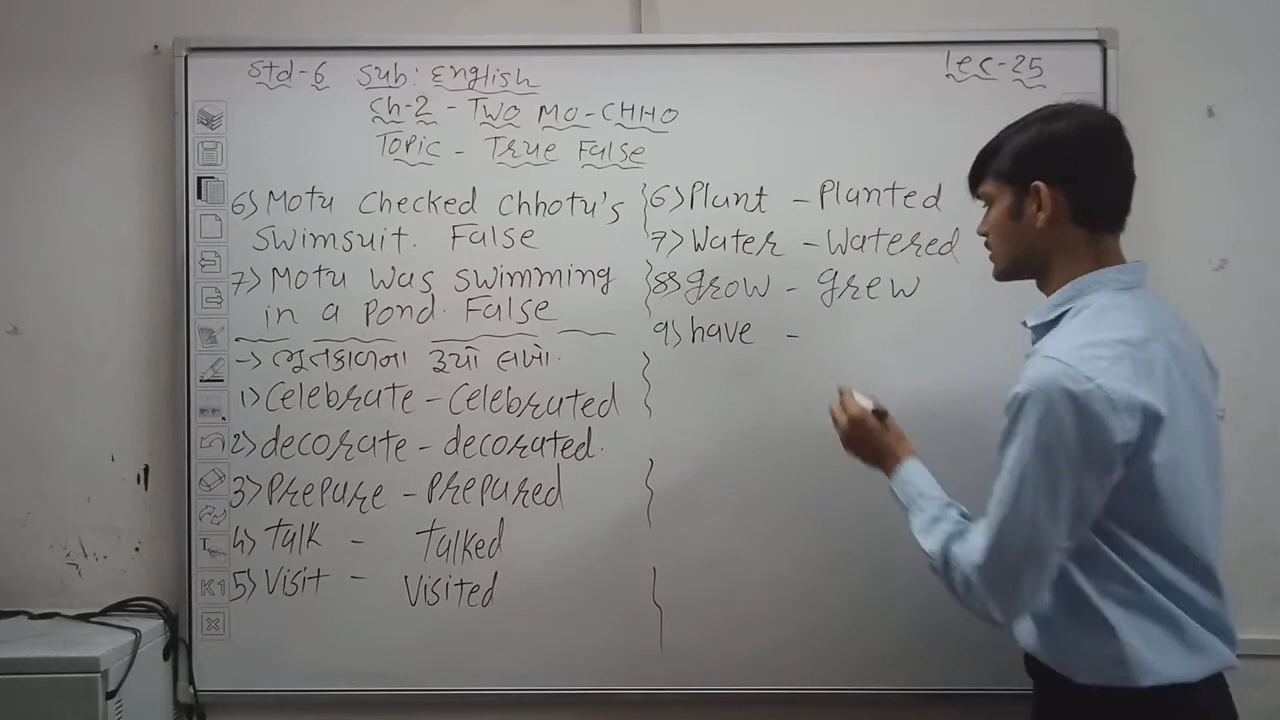 Std-6 Sub: English
Lec-25
Ch-2 - TWO MO-CHHO
Topic - True False
6) Motu checked chhotu's
swimsuit. False
7) Motu was swimming
in a pond. False
→ ભુતકાળના રૂપો લખો.
1) Celebrate - Celebrated
2) decorate - decorated.
3) Prepare - Prepared
4) Talk - Talked
5) Visit - Visited
6) Plant - Planted
7) Water - Watered
8) grow - grew
9) have -
T
K1